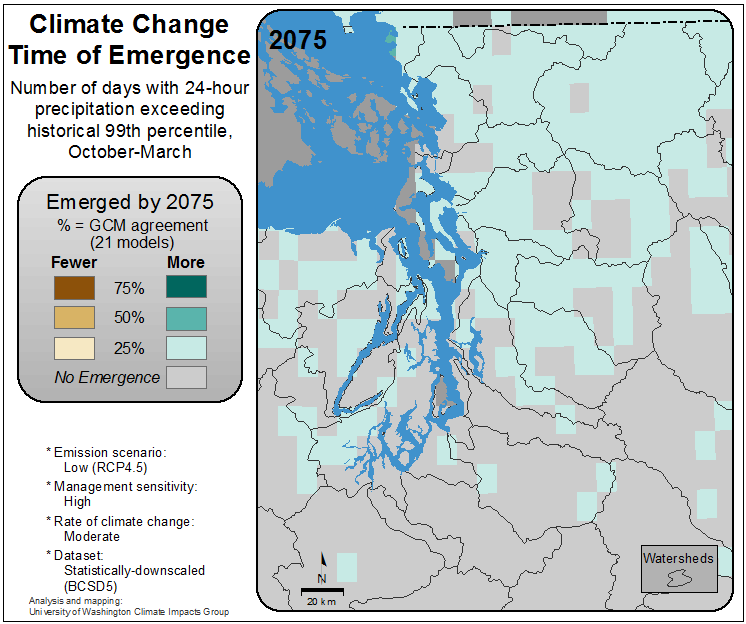 Climate Change
Time of Emergence
Number of days with 24-hour
precipitation exceeding
historical 99th percentile,
October-March
Emerged by 2075
% = GCM agreement
(21 models)
Fewer More
75%
50%
25%
No Emergence
* Emission scenario:
Low (RCP4.5)
* Management sensitivity:
High
* Rate of climate change:
Moderate
* Dataset:
Statistically-downscaled
(BCSD5)
Analysis and mapping:
University of Washington Climate Impacts Group
2075
N
20 km
Watersheds